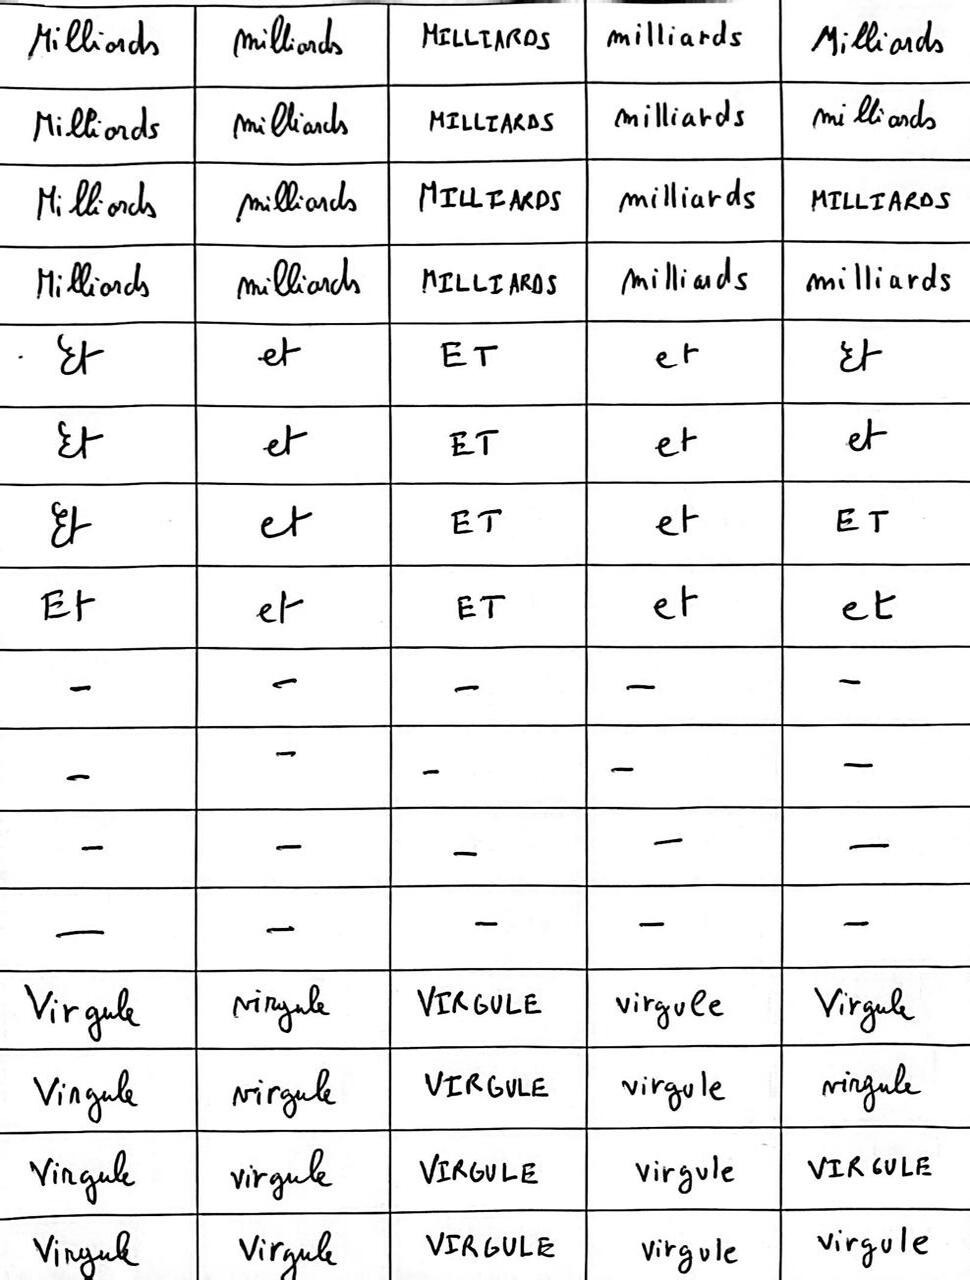 Milliards milliards MILLIARDS milliards Milliards
Milliards milliards MILLIARDS milliards milliards
Milliards milliards MILLIARDS milliards MILLIARDS
Milliards milliards MILLIARDS milliards milliards
Et et ET et Et
Et et ET et et
Et et ET et ET
Et et ET et et
- - - - -
- - - - -
- - - - -
- - - - -
Virgule virgule VIRGULE virgule Virgule
Virgule virgule VIRGULE virgule virgule
Virgule virgule VIRGULE virgule VIRGULE
Virgule Virgule VIRGULE virgule virgule